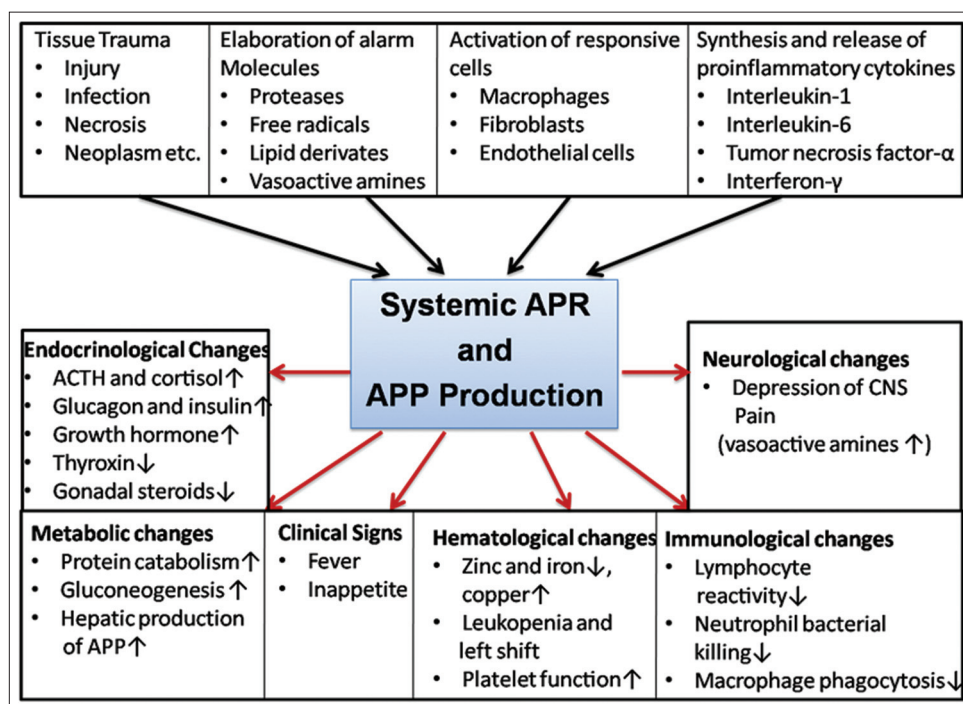 Tissue Trauma
• Injury
• Infection
• Necrosis
• Neoplasm etc.
Elaboration of alarm
Molecules
• Proteases
• Free radicals
• Lipid derivates
• Vasoactive amines
Activation of responsive
cells
• Macrophages
• Fibroblasts
• Endothelial cells
Synthesis and release of
proinflammatory cytokines
• Interleukin-1
• Interleukin-6
• Tumor necrosis factor-α
• Interferon-γ
Systemic APR
and
APP Production
Endocrinological Changes
• ACTH and cortisol↑
• Glucagon and insulin↑
• Growth hormone↑
• Thyroxin↓
• Gonadal steroids↓
Neurological changes
• Depression of CNS
Pain
(vasoactive amines ↑)
Metabolic changes
• Protein catabolism↑
• Gluconeogenesis↑
• Hepatic production
of APP↑
Clinical Signs
• Fever
• Inappetite
Hematological changes
• Zinc and iron↓,
copper↑
• Leukopenia and
left shift
• Platelet function↑
Immunological changes
• Lymphocyte
reactivity↓
• Neutrophil bacterial
killing↓
• Macrophage phagocytosis↓